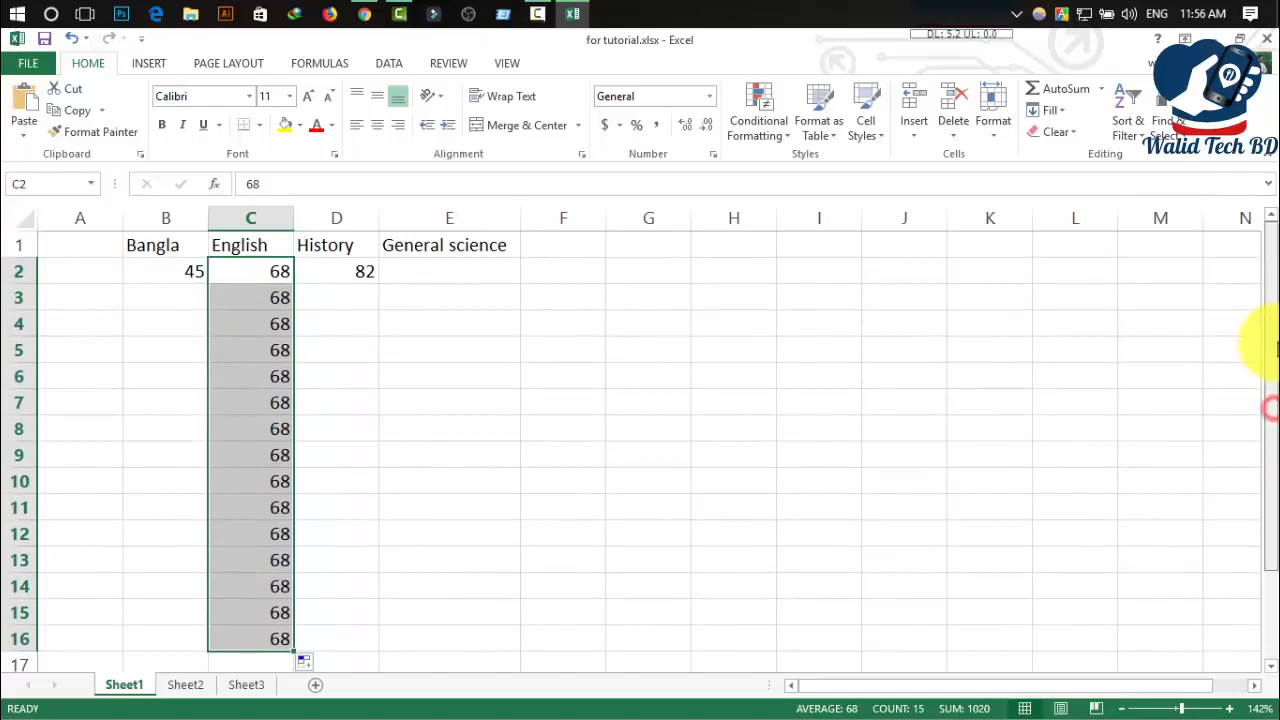 ENG 11:56 AM
for tutorial.xlsx - Excel
DL: 5.2 UL: 0.0
FILE HOME INSERT PAGE LAYOUT FORMULAS DATA REVIEW VIEW
Paste
Cut
Copy
Format Painter
Clipboard
Calibri 11
B I U
Font
Wrap Text
Merge & Center
Alignment
General
$ % ,
Number
Conditional Formatting
Format as Table
Cell Styles
Styles
Insert
Delete
Format
Cells
AutoSum
Fill
Clear
Sort & Filter
Find & Select
Editing
Walid Tech BD
C2 fx 68
A B C D E F G H I J K L M N
1 Bangla English History General science
2 45 68 82
3 68
4 68
5 68
6 68
7 68
8 68
9 68
10 68
11 68
12 68
13 68
14 68
15 68
16 68
17
Sheet1 Sheet2 Sheet3
READY AVERAGE: 68 COUNT: 15 SUM: 1020 142%